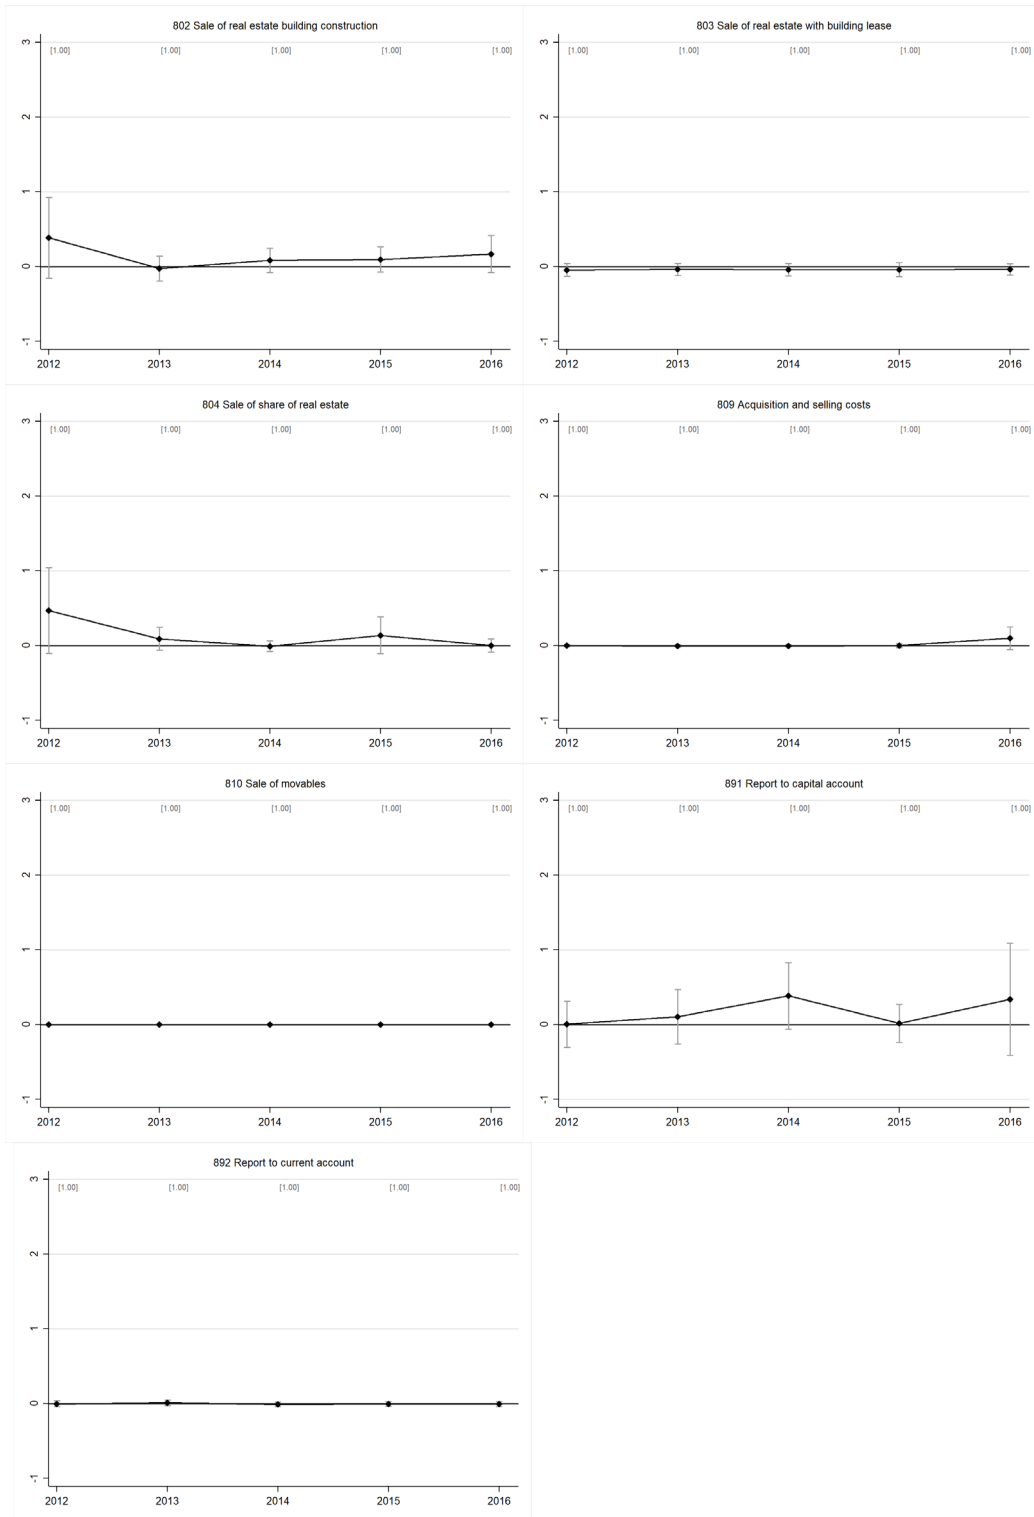 802 Sale of real estate building construction
3
[1.00] [1.00] [1.00] [1.00] [1.00]
2
1
0
-1
2012 2013 2014 2015 2016
803 Sale of real estate with building lease
3
[1.00] [1.00] [1.00] [1.00] [1.00]
2
1
0
-1
2012 2013 2014 2015 2016
804 Sale of share of real estate
3
[1.00] [1.00] [1.00] [1.00] [1.00]
2
1
0
-1
2012 2013 2014 2015 2016
809 Acquisition and selling costs
3
[1.00] [1.00] [1.00] [1.00] [1.00]
2
1
0
-1
2012 2013 2014 2015 2016
810 Sale of movables
3
[1.00] [1.00] [1.00] [1.00] [1.00]
2
1
0
-1
2012 2013 2014 2015 2016
891 Report to capital account
3
[1.00] [1.00] [1.00] [1.00] [1.00]
2
1
0
-1
2012 2013 2014 2015 2016
892 Report to current account
3
[1.00] [1.00] [1.00] [1.00] [1.00]
2
1
0
-1
2012 2013 2014 2015 2016